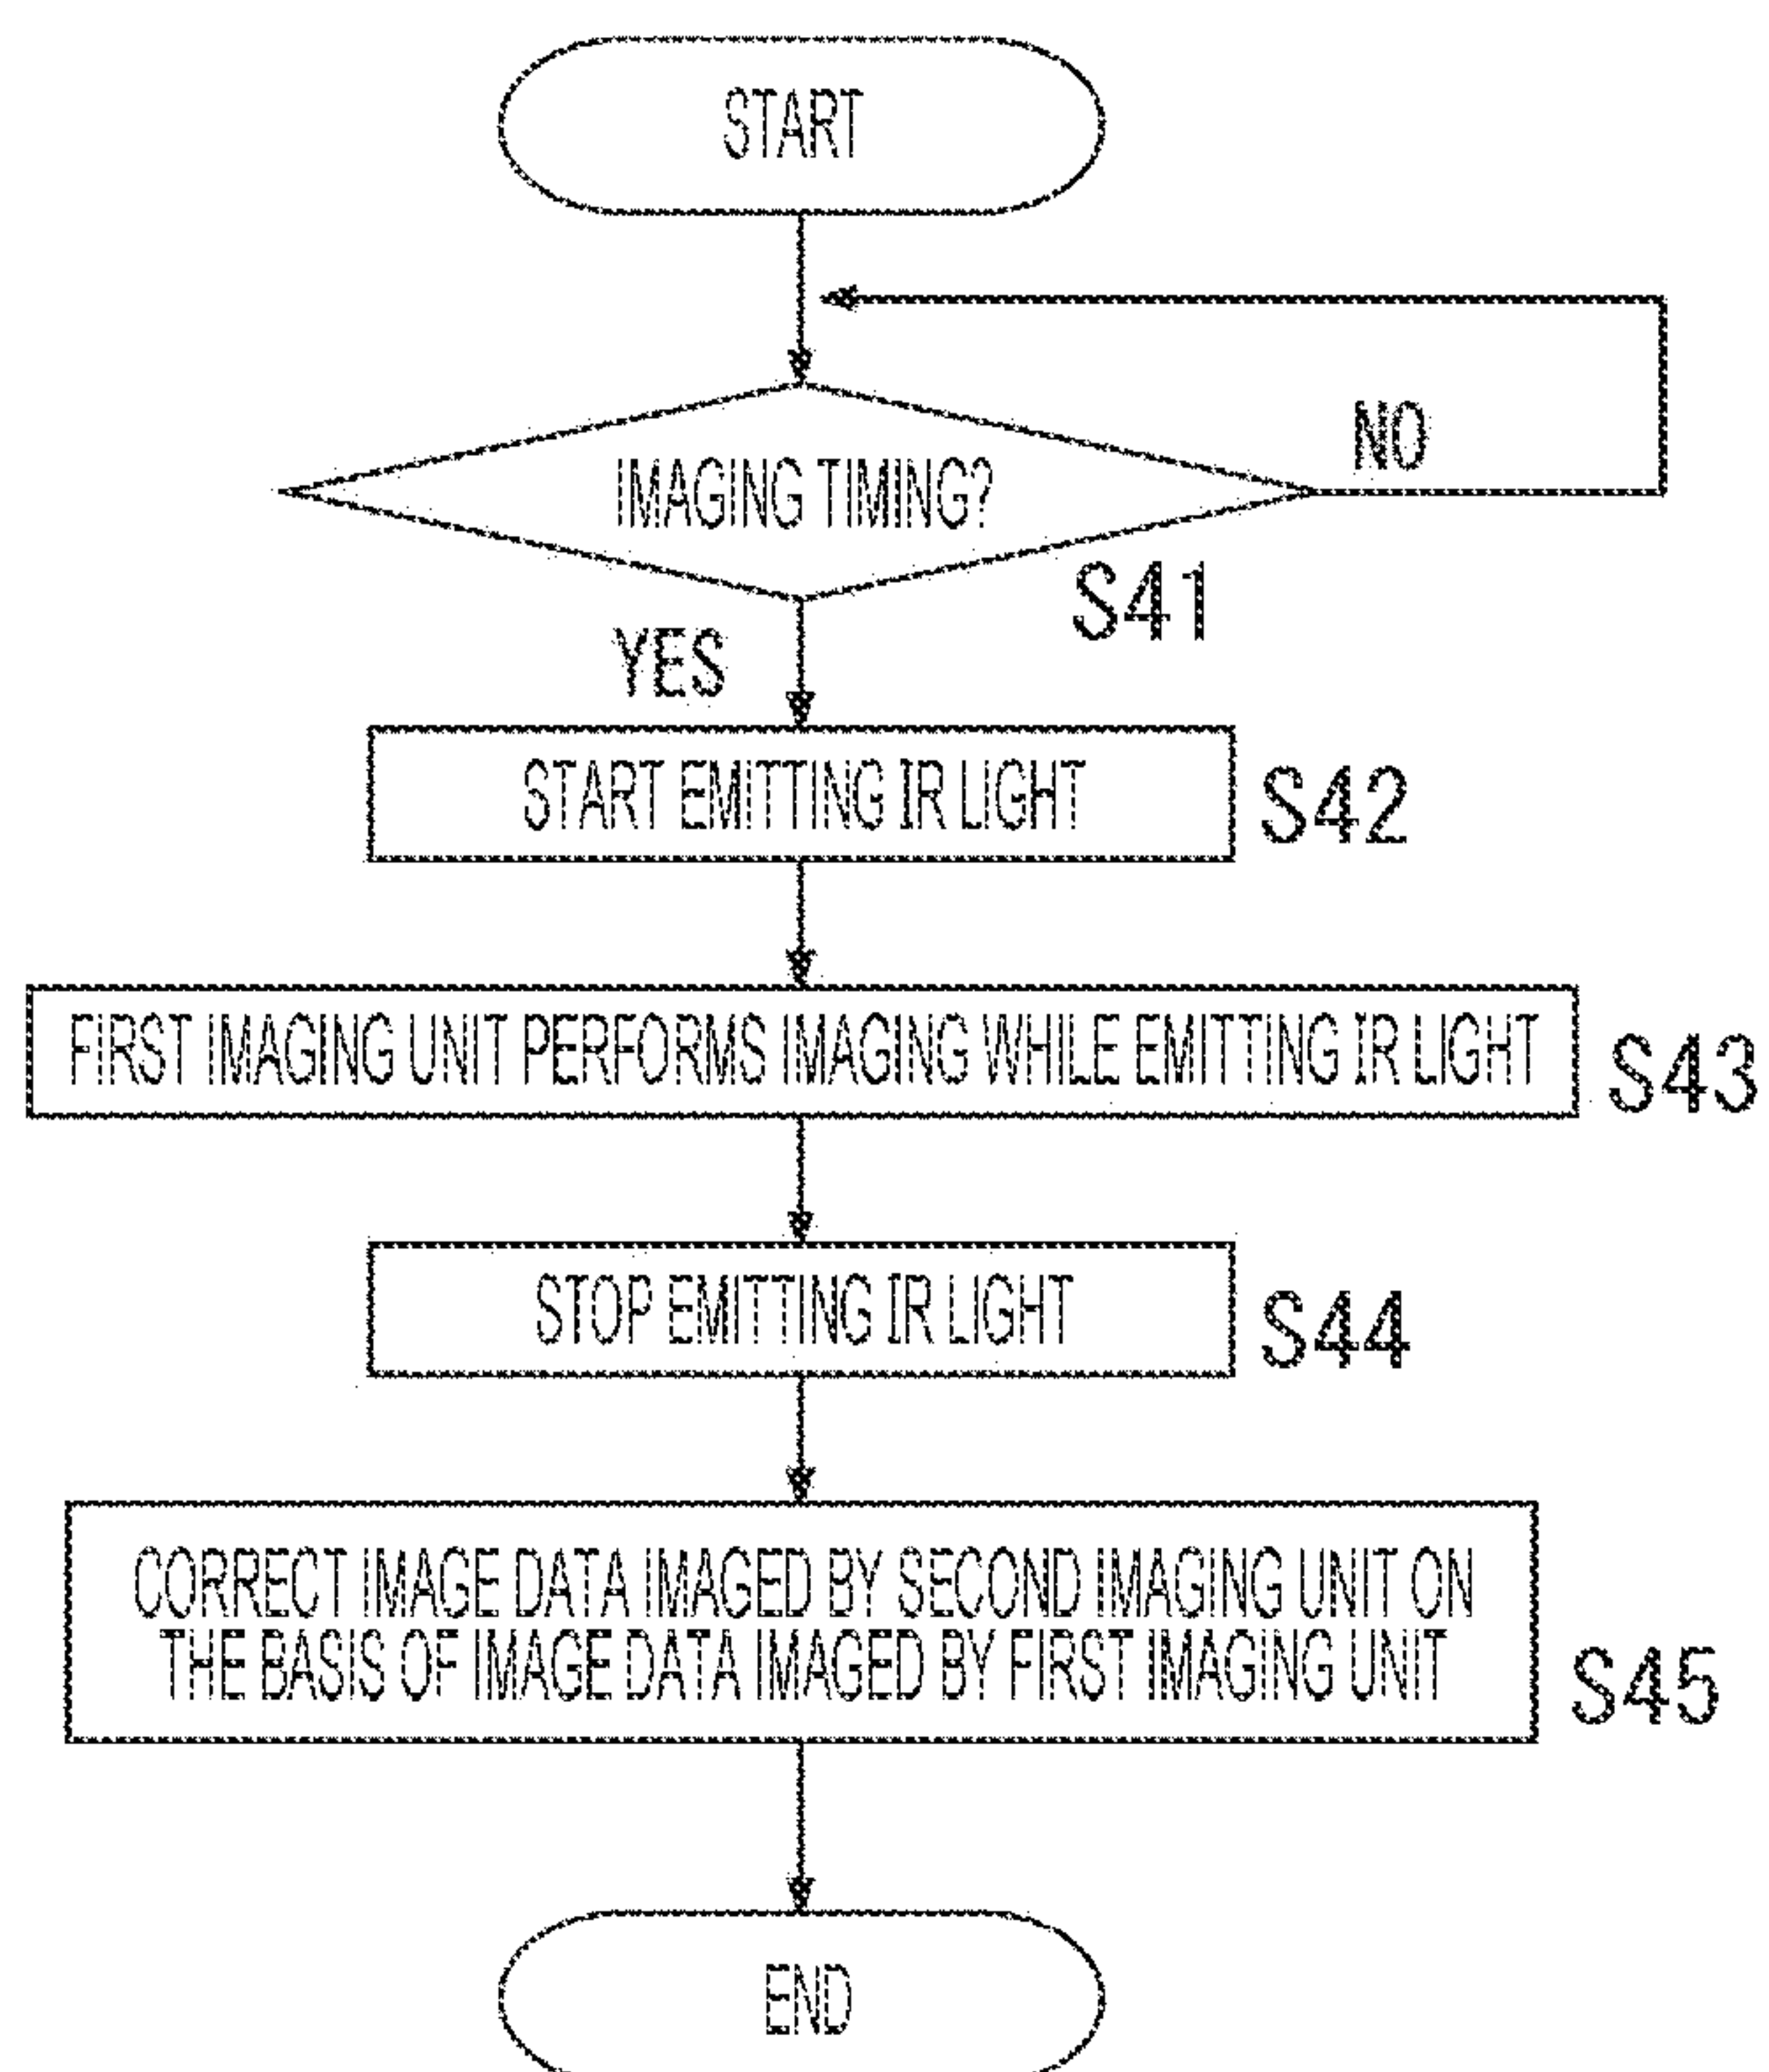 START
NO
IMAGING TIMING?
S41
YES
START EMITTING IR LIGHT
S42
FIRST IMAGING UNIT PERFORMS IMAGING WHILE EMITTING IR LIGHT
S43
STOP EMITTING IR LIGHT
S44
CORRECT IMAGE DATA IMAGED BY SECOND IMAGING UNIT ON
THE BASIS OF IMAGE DATA IMAGED BY FIRST IMAGING UNIT
S45
END